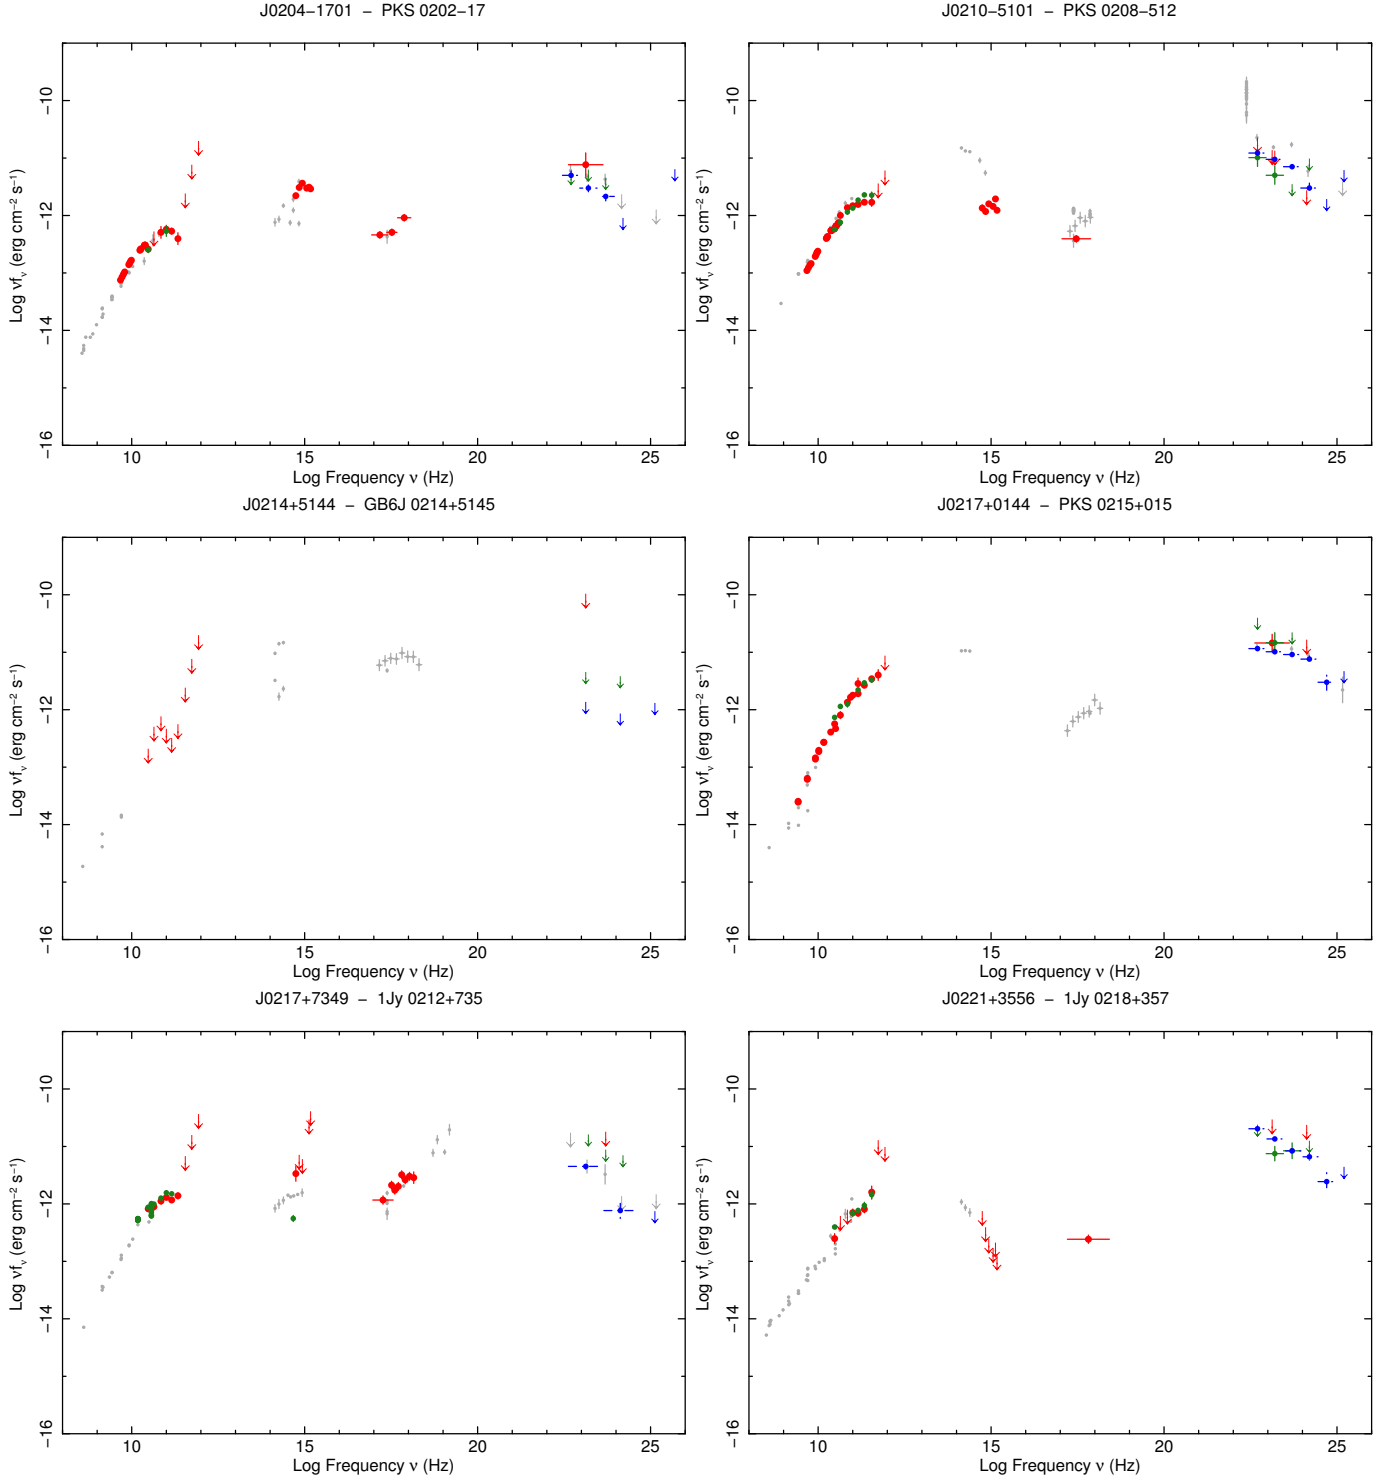 J0204−1701 − PKS 0202−17
J0210−5101 − PKS 0208−512
Log νfᵥ (erg cm⁻² s⁻¹)
−10
−12
−14
−16
10 15 20 25
Log Frequency ν (Hz)
Log νfᵥ (erg cm⁻² s⁻¹)
−10
−12
−14
−16
10 15 20 25
Log Frequency ν (Hz)
J0214+5144 − GB6J 0214+5145
J0217+0144 − PKS 0215+015
Log νfᵥ (erg cm⁻² s⁻¹)
−10
−12
−14
−16
10 15 20 25
Log Frequency ν (Hz)
Log νfᵥ (erg cm⁻² s⁻¹)
−10
−12
−14
−16
10 15 20 25
Log Frequency ν (Hz)
J0217+7349 − 1Jy 0212+735
J0221+3556 − 1Jy 0218+357
Log νfᵥ (erg cm⁻² s⁻¹)
−10
−12
−14
−16
10 15 20 25
Log Frequency ν (Hz)
Log νfᵥ (erg cm⁻² s⁻¹)
−10
−12
−14
−16
10 15 20 25
Log Frequency ν (Hz)